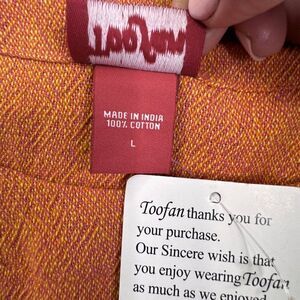 Toofan
MADE IN INDIA
100% COTTON
L
Toofan thanks you for
your purchase.
Our Sincere wish is that
you enjoy wearing Toofan
as much as we enjoyed